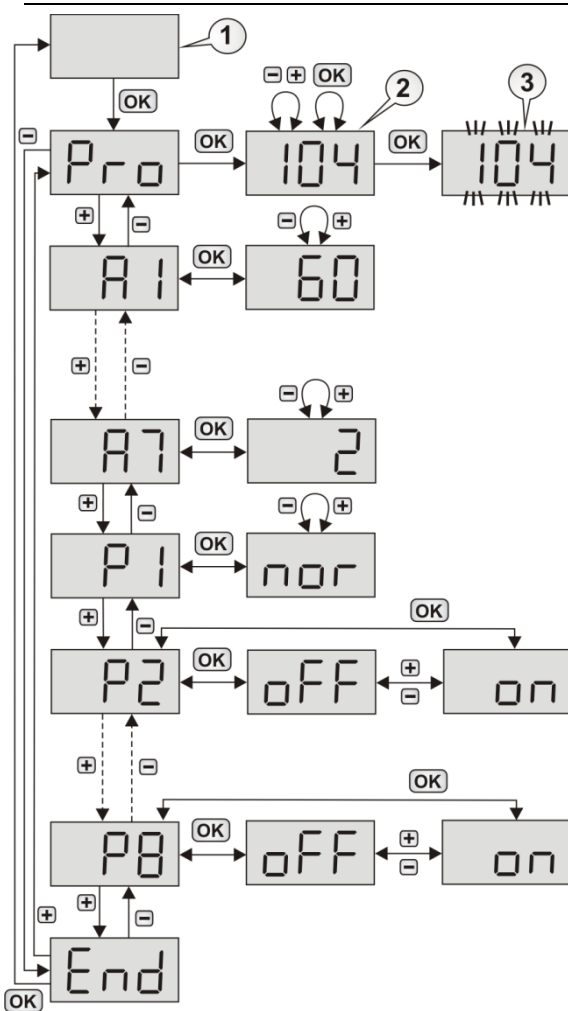 1
OK
- + OK
2
3
-
Pro
OK
104
OK
104
+ -
- +
A1
OK
60
+ -
- +
A7
OK
2
+ -
- +
P1
OK
nor
OK
+ -
P2
OK
oFF
+
-
on
+ -
OK
P8
OK
oFF
+
-
on
+ + -
End
OK